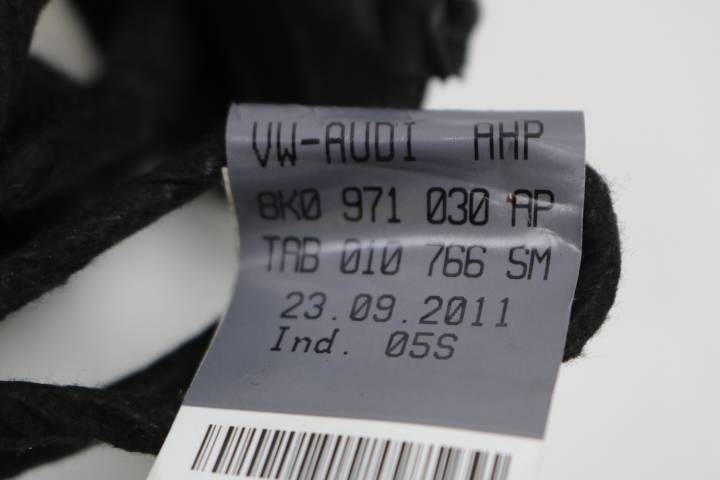 VW-AUDI AHP
8K0 971 030 AP
TAB 010 766 SM
23.09.2011
Ind. 05S